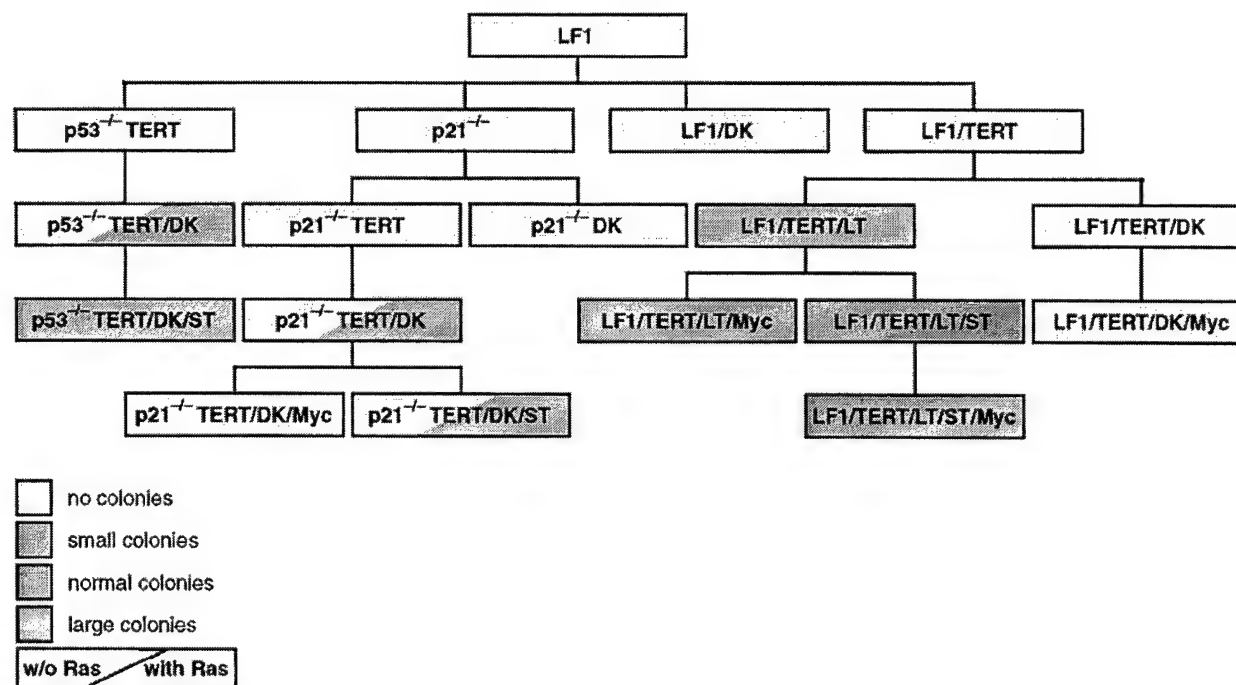 LF1
p53-/- TERT
p21-/-
LF1/DK
LF1/TERT
p53-/- TERT/DK
p21-/- TERT
p21-/- DK
LF1/TERT/LT
LF1/TERT/DK
p53-/- TERT/DK/ST
p21-/- TERT/DK
LF1/TERT/LT/Myc
LF1/TERT/LT/ST
LF1/TERT/DK/Myc
p21-/- TERT/DK/Myc
p21-/- TERT/DK/ST
LF1/TERT/LT/ST/Myc
no colonies
small colonies
normal colonies
large colonies
w/o Ras with Ras